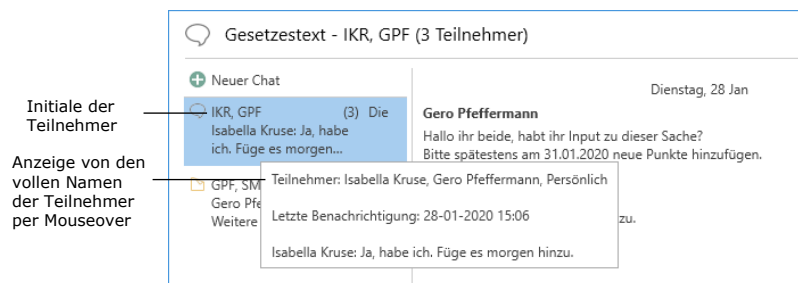 Gesetzestext - IKR, GPF (3 Teilnehmer)
Neuer Chat
Dienstag, 28 Jan
Initiale der
Teilnehmer
IKR, GPF (3) Die
Isabella Kruse: Ja, habe
ich. Füge es morgen...
Gero Pfeffermann
Hallo ihr beide, habt ihr Input zu dieser Sache?
Bitte spätestens am 31.01.2020 neue Punkte hinzufügen.
Anzeige von den
vollen Namen
der Teilnehmer
per Mouseover
GPF, SM
Gero Pfe
Weitere
Teilnehmer: Isabella Kruse, Gero Pfeffermann, Persönlich
Letzte Benachrichtigung: 28-01-2020 15:06
Isabella Kruse: Ja, habe ich. Füge es morgen hinzu.
zu.